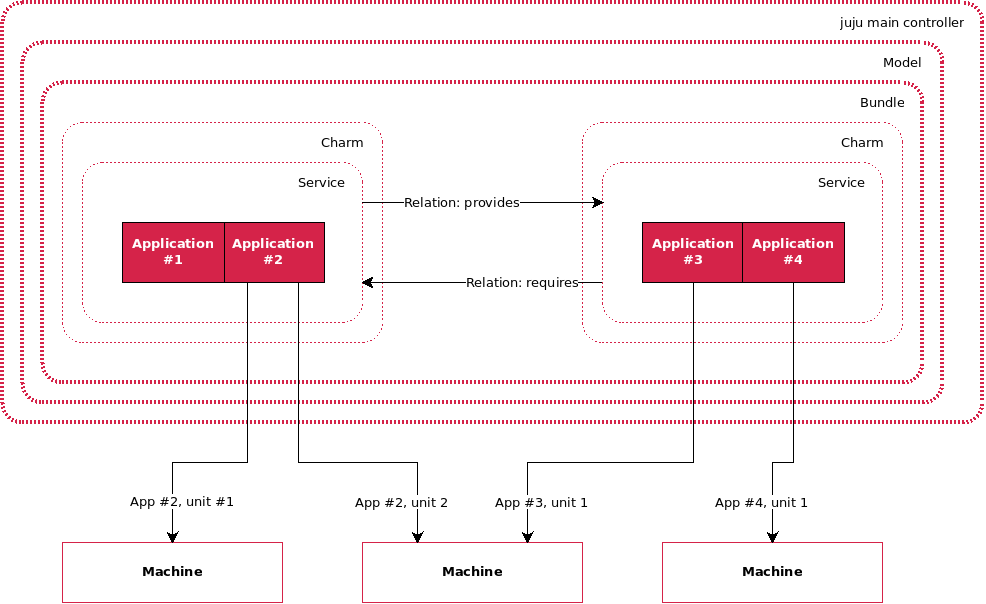 juju main controller
Model
Bundle
Charm
Charm
Service
Service
Relation: provides
Application
#1
Application
#2
Application
#3
Application
#4
Relation: requires
App #2, unit #1
App #2, unit 2
App #3, unit 1
App #4, unit 1
Machine
Machine
Machine